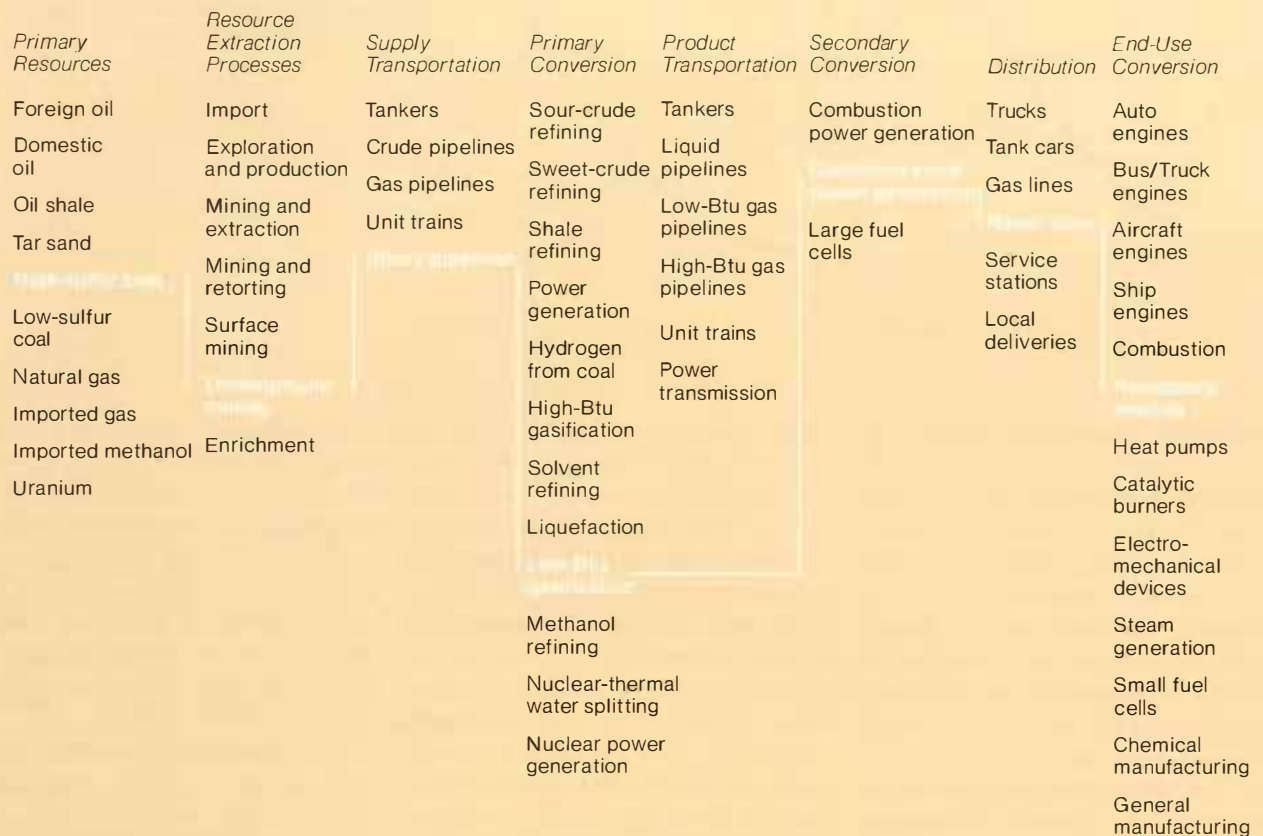 Primary
Resources
Foreign oil
Domestic
oil
Oil shale
Tar sand
Low-sulfur
coal
Natural gas
Imported gas
Imported methanol
Uranium
Resource
Extraction
Processes
Import
Exploration
and production
Mining and
extraction
Mining and
retorting
Surface
mining
Enrichment
Supply
Transportation
Tankers
Crude pipelines
Gas pipelines
Unit trains
Primary
Conversion
Sour-crude
refining
Sweet-crude
refining
Shale
refining
Power
generation
Hydrogen
from coal
High-Btu
gasification
Solvent
refining
Liquefaction
Methanol
refining
Nuclear-thermal
water splitting
Nuclear power
generation
Product
Transportation
Tankers
Liquid
pipelines
Low-Btu gas
pipelines
High-Btu gas
pipelines
Unit trains
Power
transmission
Secondary
Conversion
Combustion
power generation
Large fuel
cells
Distribution
Trucks
Tank cars
Gas lines
Service
stations
Local
deliveries
End-Use
Conversion
Auto
engines
Bus/Truck
engines
Aircraft
engines
Ship
engines
Combustion
Heat pumps
Catalytic
burners
Electro-
mechanical
devices
Steam
generation
Small fuel
cells
Chemical
manufacturing
General
manufacturing